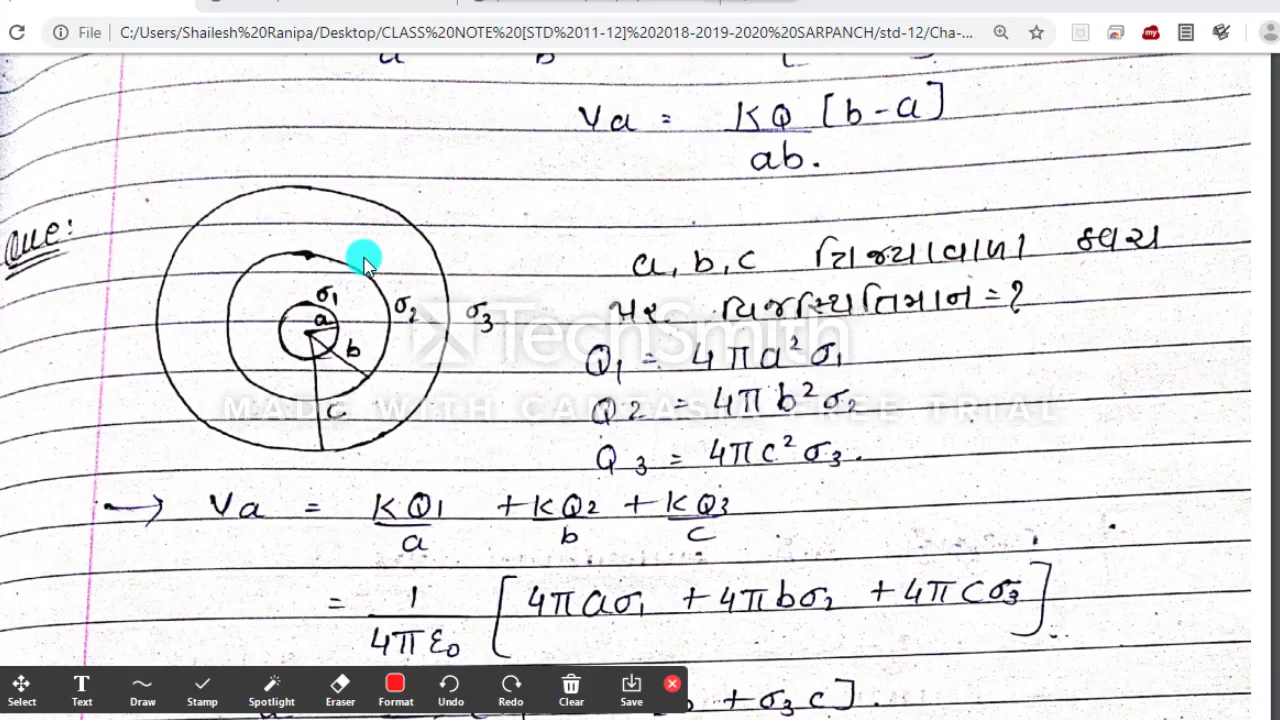 File | C:/Users/Shailesh%20Ranipa/Desktop/CLASS%20NOTE%20[STD%2011-12]%202018-2019-2020%20SARPANCH/std-12/Cha-...
a b c
Va = KQ [b-a]
ab.
Que:
σ1
a
σ2
σ3
b
c
a, b, c ત્રિજ્યાવાળા કવચ
પર વિજસ્થિતિમાન = ?
Q1 = 4πa²σ1
Q2 = 4πb²σ2
Q3 = 4πc²σ3.
TechSmith
MADE WITH CAMTASIA FREE TRIAL
→ Va = KQ1 + KQ2 + KQ3
a b c
= 1 [4πaσ1 + 4πbσ2 + 4πcσ3]
4πε0
+ σ3 c].
Select Text Draw Stamp Spotlight Eraser Format Undo Redo Clear Save